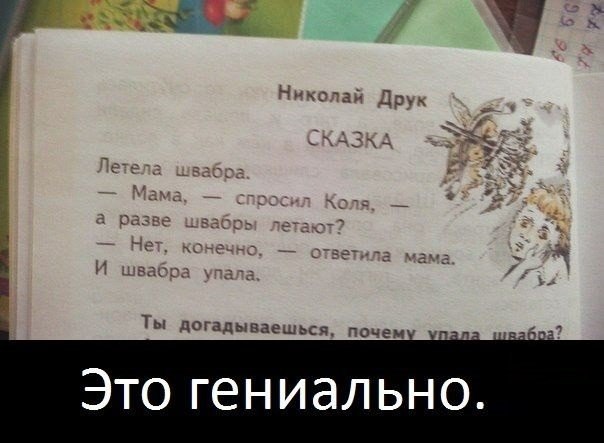 Николай Друк
СКАЗКА
Летела швабра.
— Мама, — спросил Коля, —
а разве швабры летают?
— Нет, конечно, — ответила мама.
И швабра упала.
Ты догадываешься, почему упала швабра?
Это гениально.